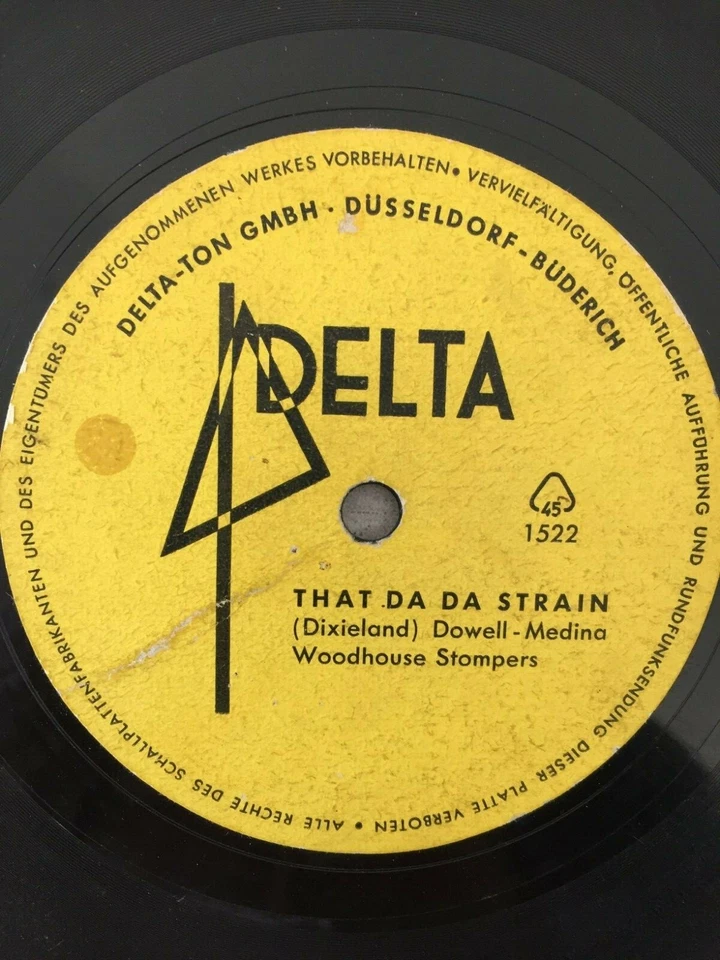 ALLE RECHTE DES SCHALLPLATTENFABRIKANTEN UND DES EIGENTÜMERS DES AUFGENOMMENEN WERKES VORBEHALTEN • VERVIELFÄLTIGUNG, ÖFFENTLICHE AUFFÜHRUNG UND RUNDFUNKSENDUNG DIESER PLATTE VERBOTEN •
DELTA-TON GMBH · DÜSSELDORF-BÜDERICH
DELTA
45
1522
THAT DA DA STRAIN
(Dixieland) Dowell-Medina
Woodhouse Stompers